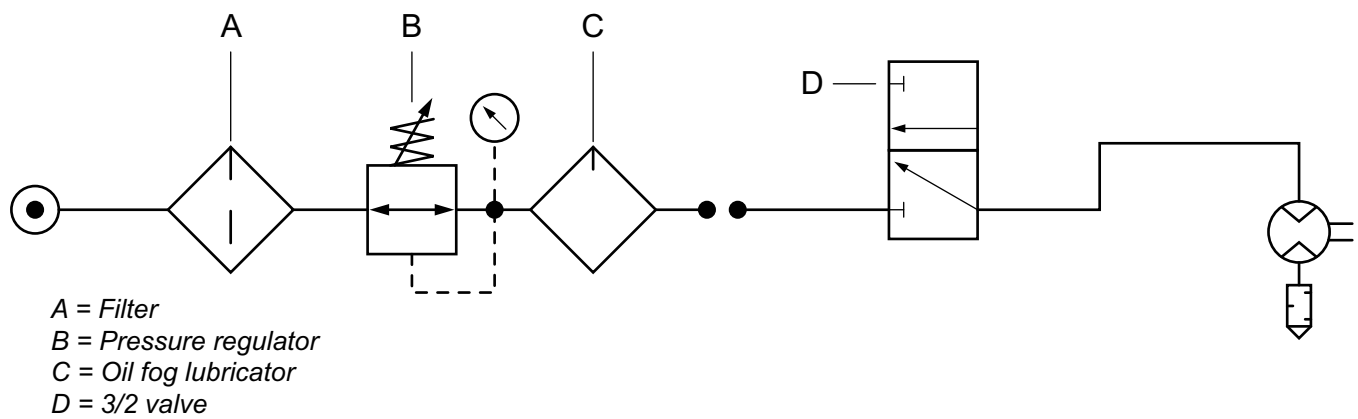 A
B
C
D
A = Filter
B = Pressure regulator
C = Oil fog lubricator
D = 3/2 valve